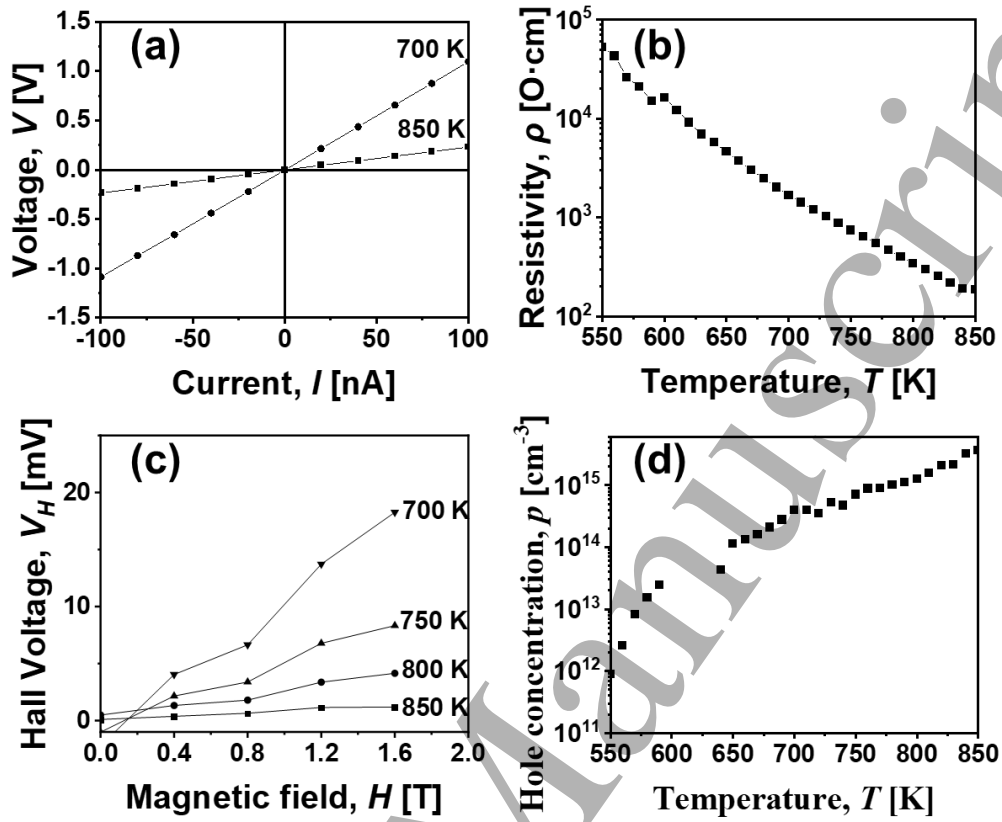 (a)
700 K
850 K
Voltage, V [V]
1.5
1.0
0.5
0.0
-0.5
-1.0
-1.5
-100 -50 0 50 100
Current, I [nA]
(b)
Resistivity, ρ [O·cm]
10⁵
10⁴
10³
10²
550 600 650 700 750 800 850
Temperature, T [K]
(c)
700 K
750 K
800 K
850 K
Hall Voltage, V_H [mV]
20
10
0
0.0 0.4 0.8 1.2 1.6 2.0
Magnetic field, H [T]
(d)
Hole concentration, p [cm⁻³]
10¹⁵
10¹⁴
10¹³
10¹²
10¹¹
550 600 650 700 750 800 850
Temperature, T [K]
Manuscrip